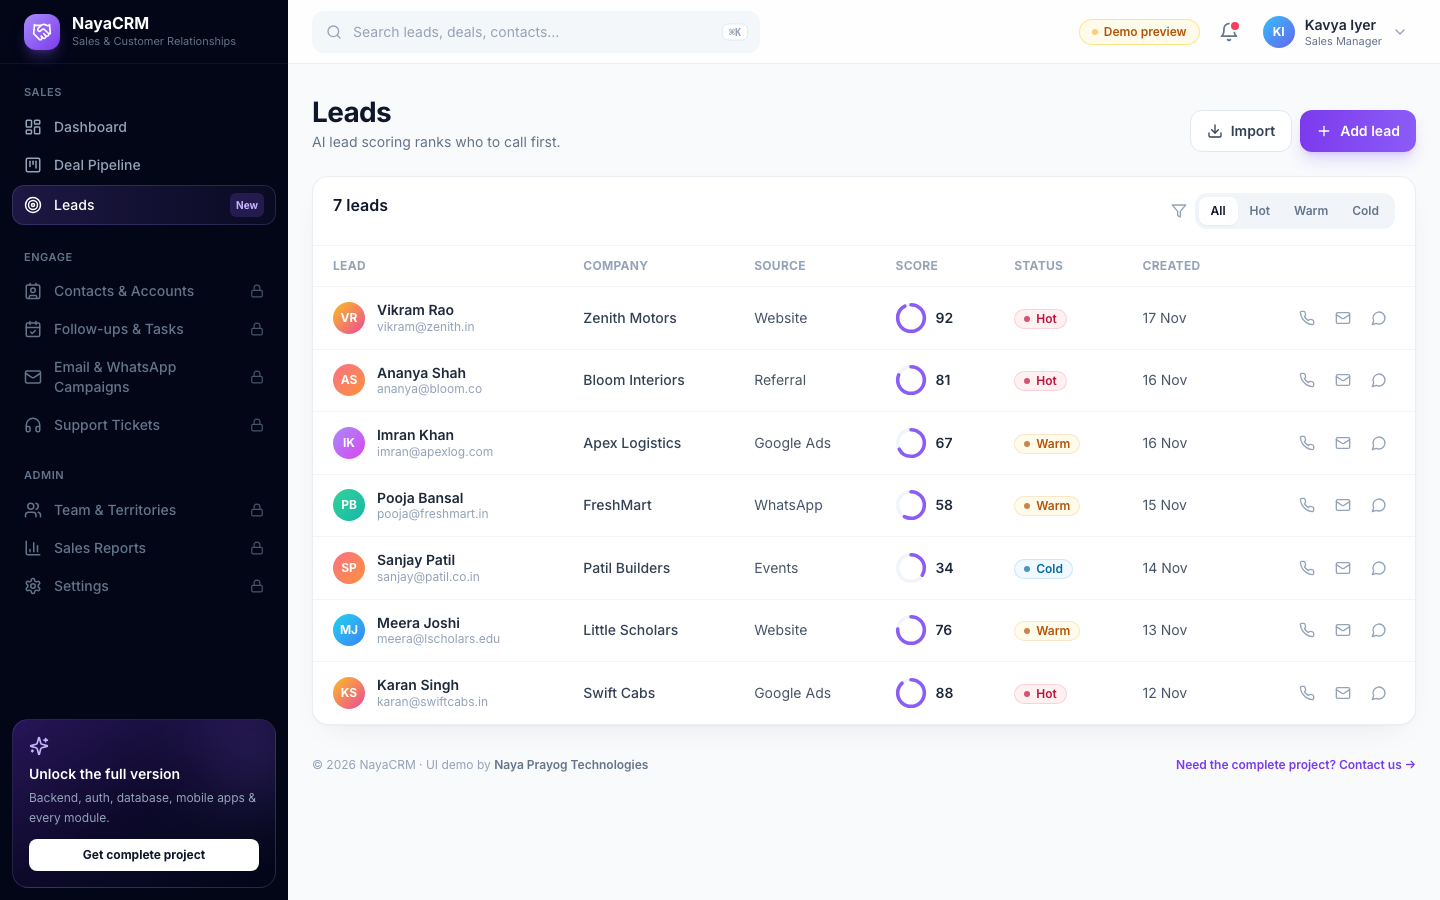 NayaCRM
Sales & Customer Relationships
SALES
Dashboard
Deal Pipeline
Leads New
ENGAGE
Contacts & Accounts
Follow-ups & Tasks
Email & WhatsApp
Campaigns
Support Tickets
ADMIN
Team & Territories
Sales Reports
Settings
Unlock the full version
Backend, auth, database, mobile apps &
every module.
Get complete project
Search leads, deals, contacts... ⌘K
Demo preview
KI Kavya Iyer
Sales Manager
Leads
AI lead scoring ranks who to call first.
Import
Add lead
7 leads
All Hot Warm Cold
LEAD COMPANY SOURCE SCORE STATUS CREATED
VR Vikram Rao Zenith Motors Website 92 Hot 17 Nov
vikram@zenith.in
AS Ananya Shah Bloom Interiors Referral 81 Hot 16 Nov
ananya@bloom.co
IK Imran Khan Apex Logistics Google Ads 67 Warm 16 Nov
imran@apexlog.com
PB Pooja Bansal FreshMart WhatsApp 58 Warm 15 Nov
pooja@freshmart.in
SP Sanjay Patil Patil Builders Events 34 Cold 14 Nov
sanjay@patil.co.in
MJ Meera Joshi Little Scholars Website 76 Warm 13 Nov
meera@lscholars.edu
KS Karan Singh Swift Cabs Google Ads 88 Hot 12 Nov
karan@swiftcabs.in
© 2026 NayaCRM · UI demo by Naya Prayog Technologies
Need the complete project? Contact us →